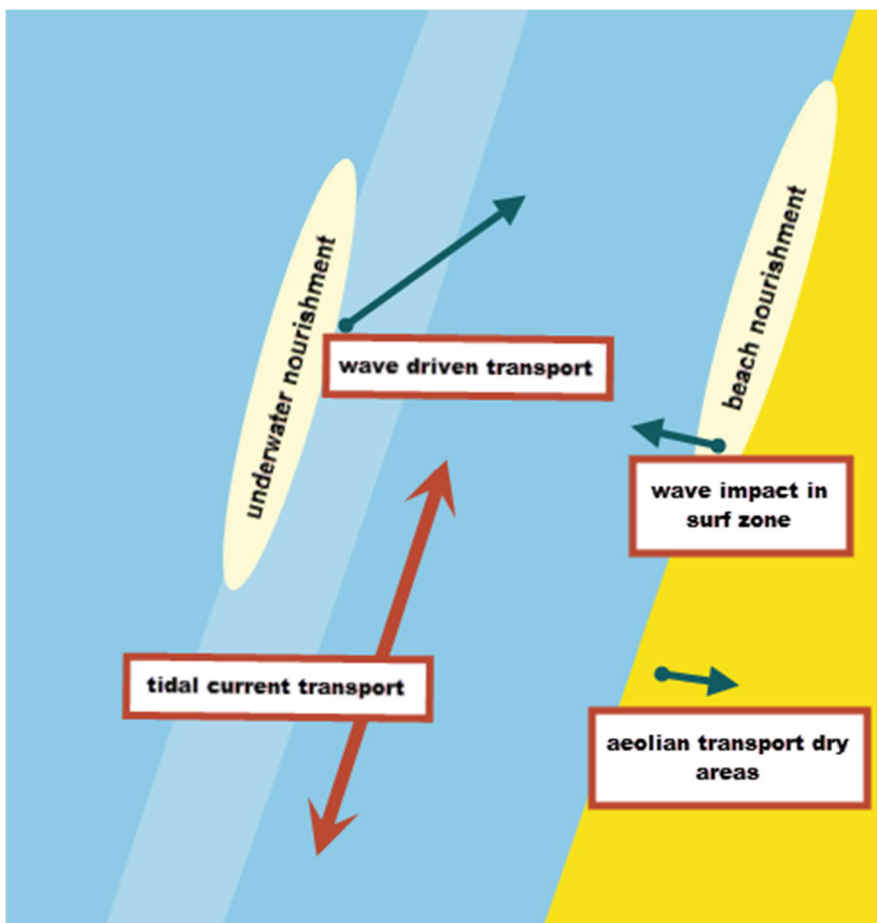 underwater nourishment
beach nourishment
wave driven transport
wave impact in
surf zone
tidal current transport
aeolian transport dry
areas